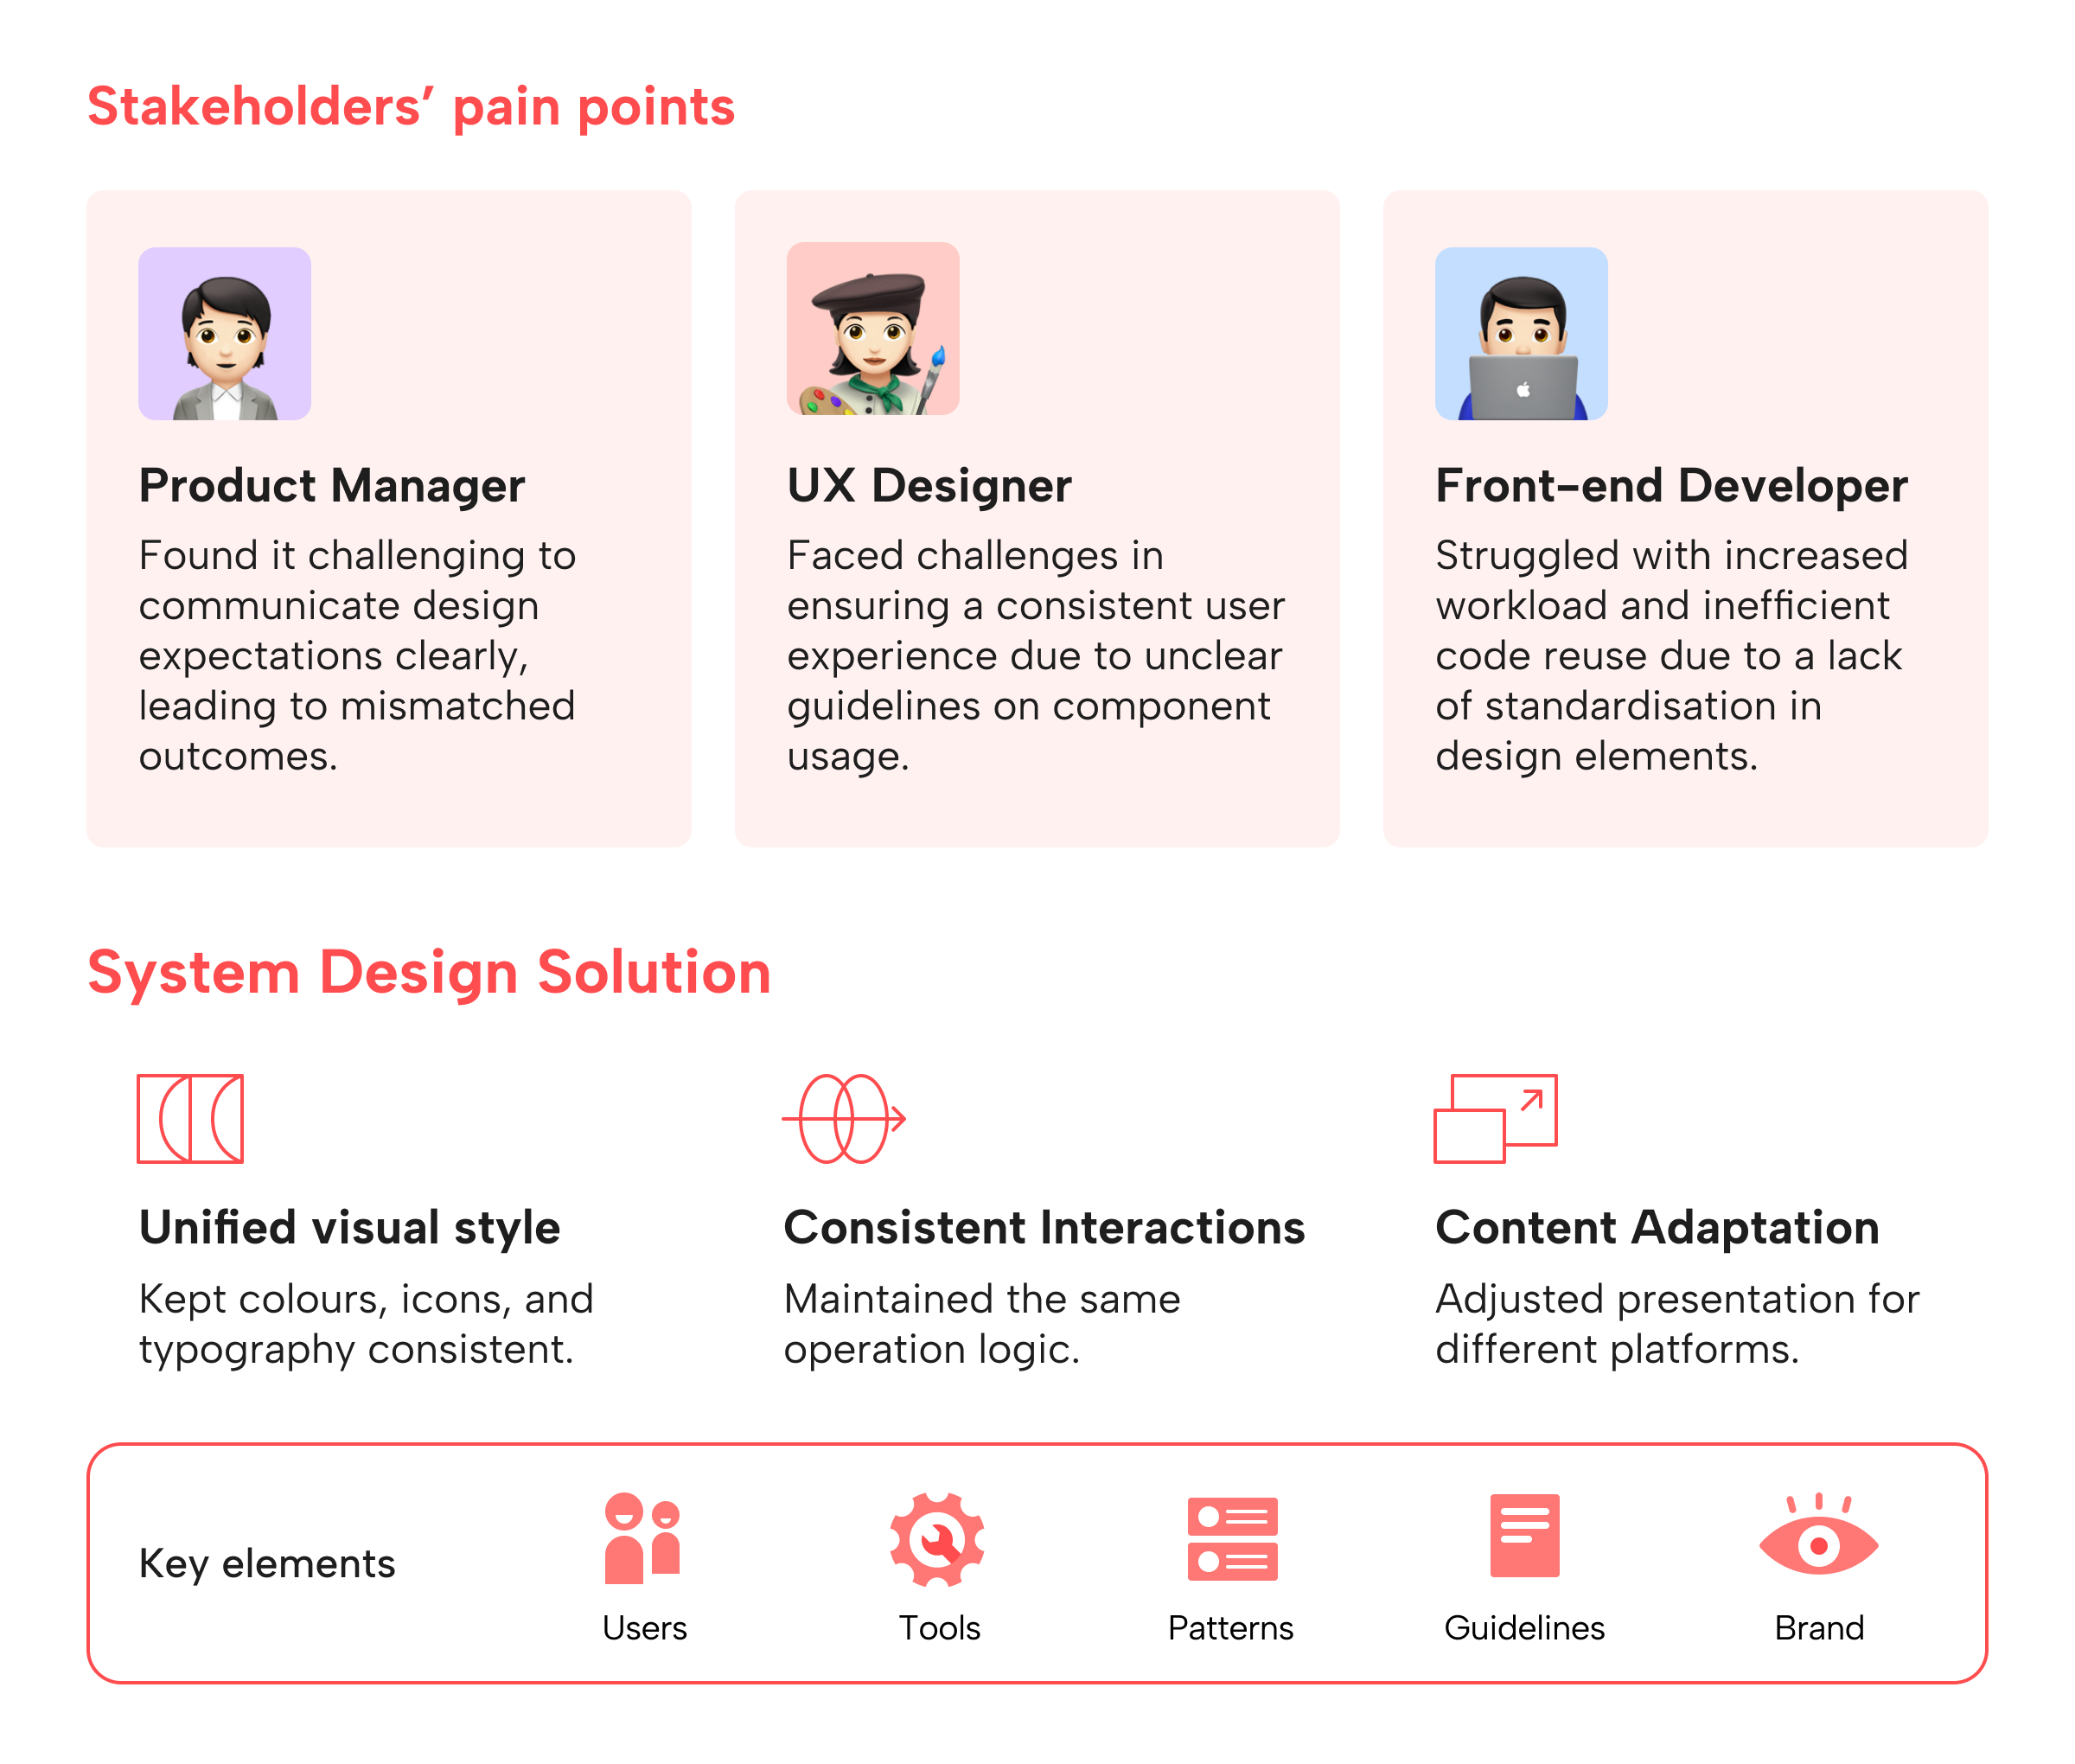 Stakeholders’ pain points
Product Manager
Found it challenging to
communicate design
expectations clearly,
leading to mismatched
outcomes.
UX Designer
Faced challenges in
ensuring a consistent user
experience due to unclear
guidelines on component
usage.
Front-end Developer
Struggled with increased
workload and inefficient
code reuse due to a lack
of standardisation in
design elements.
System Design Solution
Unified visual style
Kept colours, icons, and
typography consistent.
Consistent Interactions
Maintained the same
operation logic.
Content Adaptation
Adjusted presentation for
different platforms.
Key elements
Users
Tools
Patterns
Guidelines
Brand